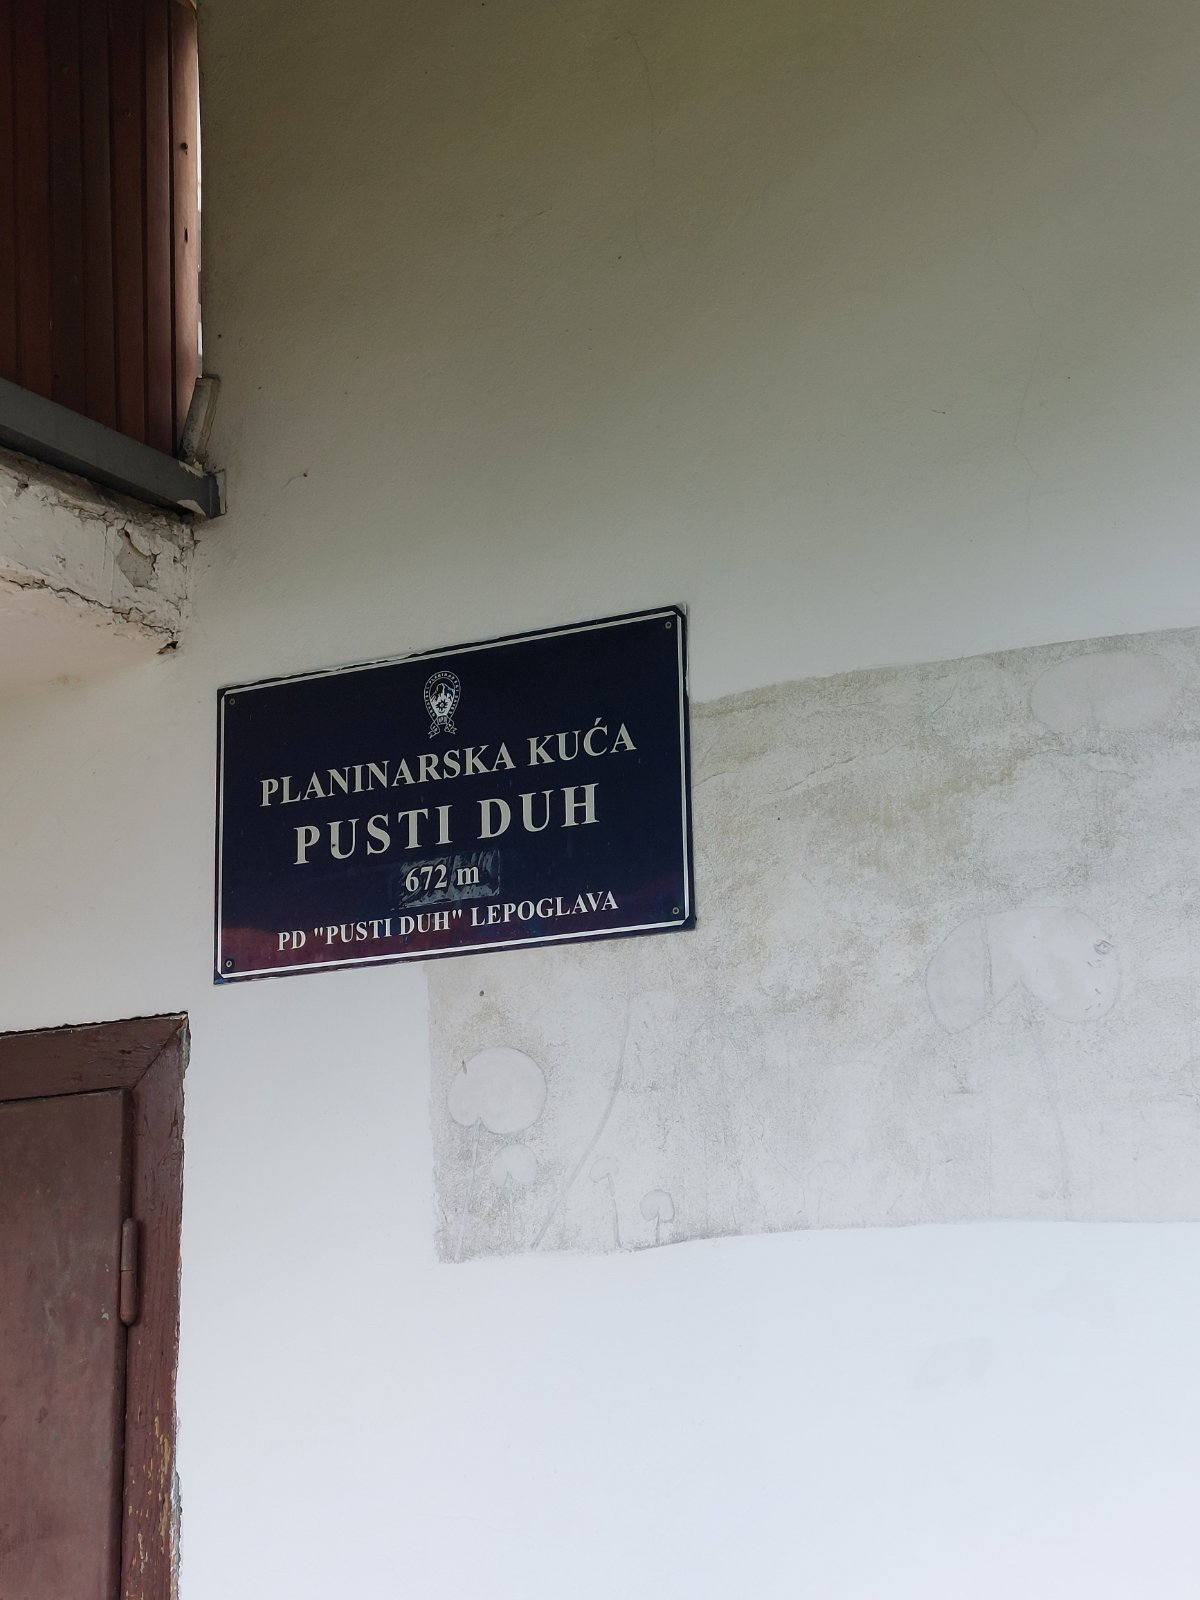 PLANINARSKA KUĆA
PUSTI DUH
672 m
PD "PUSTI DUH" LEPOGLAVA